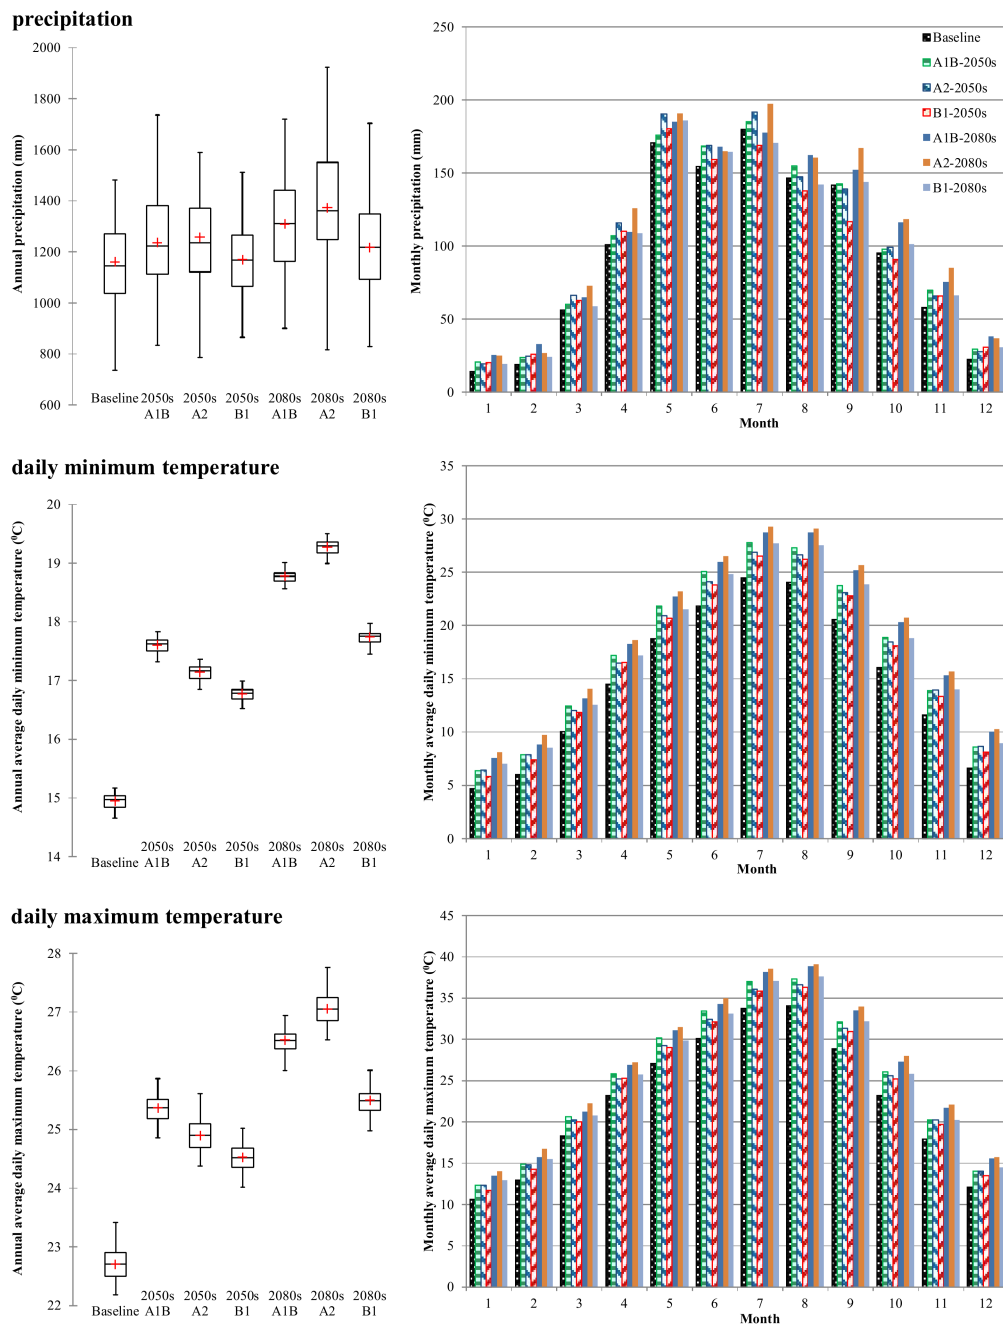 precipitation
Annual precipitation (mm)
2000
1800
1600
1400
1200
1000
800
600
Baseline 2050s 2050s 2050s 2080s 2080s 2080s
A1B A2 B1 A1B A2 B1
Monthly precipitation (mm)
250
200
150
100
50
0
1 2 3 4 5 6 7 8 9 10 11 12
Month
Baseline
A1B-2050s
A2-2050s
B1-2050s
A1B-2080s
A2-2080s
B1-2080s
daily minimum temperature
Annual average daily minimum temperature (⁰C)
20
19
18
17
16
15
14
Baseline 2050s 2050s 2050s 2080s 2080s 2080s
A1B A2 B1 A1B A2 B1
Monthly average daily minimum temperature (⁰C)
35
30
25
20
15
10
5
0
1 2 3 4 5 6 7 8 9 10 11 12
Month
daily maximum temperature
Annual average daily maximum temperature (⁰C)
28
27
26
25
24
23
22
Baseline 2050s 2050s 2050s 2080s 2080s 2080s
A1B A2 B1 A1B A2 B1
Monthly average daily maximum temperature (⁰C)
45
40
35
30
25
20
15
10
5
0
1 2 3 4 5 6 7 8 9 10 11 12
Month